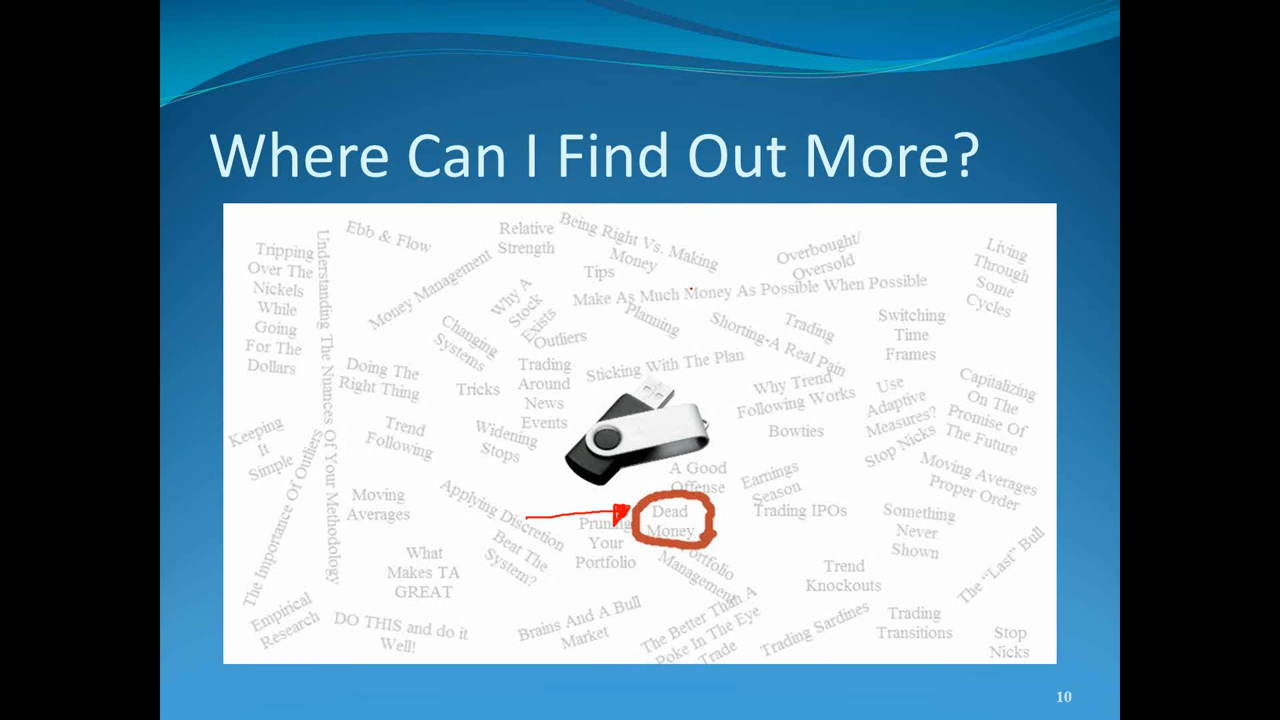 Where Can I Find Out More?
Tripping
Over The
Nickels
While
Going
For The
Dollars
Understanding The Nuances Of Your Methodology
Ebb & Flow
Money Management
Relative
Strength
Being Right Vs. Making
Money
Tips
Overbought/
Oversold
Living
Through
Some
Cycles
Make As Much Money As Possible When Possible
Why A
Stock
Exists
Planning
Changing
Systems
Outliers
Shorting-A Real Pain
Trading
Switching
Time
Frames
Doing The
Right Thing
Tricks
Trading
Around
News
Events
Sticking With The Plan
Why Trend
Following Works
Use
Adaptive
Measures?
Capitalizing
On The
Promise Of
The Future
Keeping
It
Simple
Trend
Following
Widening
Stops
Bowties
Stop Nicks
The Importance Of Outliers
Moving
Averages
Applying Discretion
A Good
Offense
Earnings
Season
Trading IPOs
Moving Averages
Proper Order
Dead
Money
Pruning
Your
Portfolio
Something
Never
Shown
What
Makes TA
GREAT
Beat The
System?
Portfolio
Management
Trend
Knockouts
The "Last" Bull
Empirical
Research
DO THIS and do it
Well!
Brains And A Bull
Market
The Better Than A
Poke In The Eye
Trade
Trading Sardines
Trading
Transitions
Stop
Nicks
10